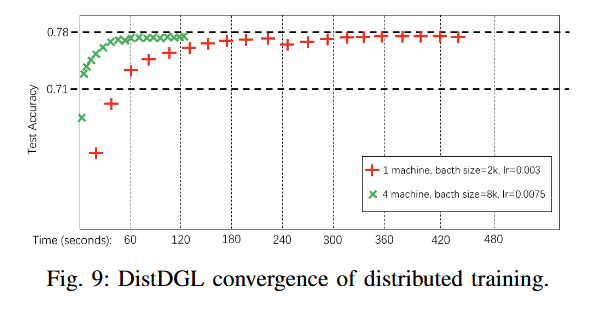 0.78
0.71
Test Accuracy
1 machine, bacth size=2k, lr=0.003
4 machine, bacth size=8k, lr=0.0075
Time (seconds): 60 120 180 240 300 360 420 480
Fig. 9: DistDGL convergence of distributed training.